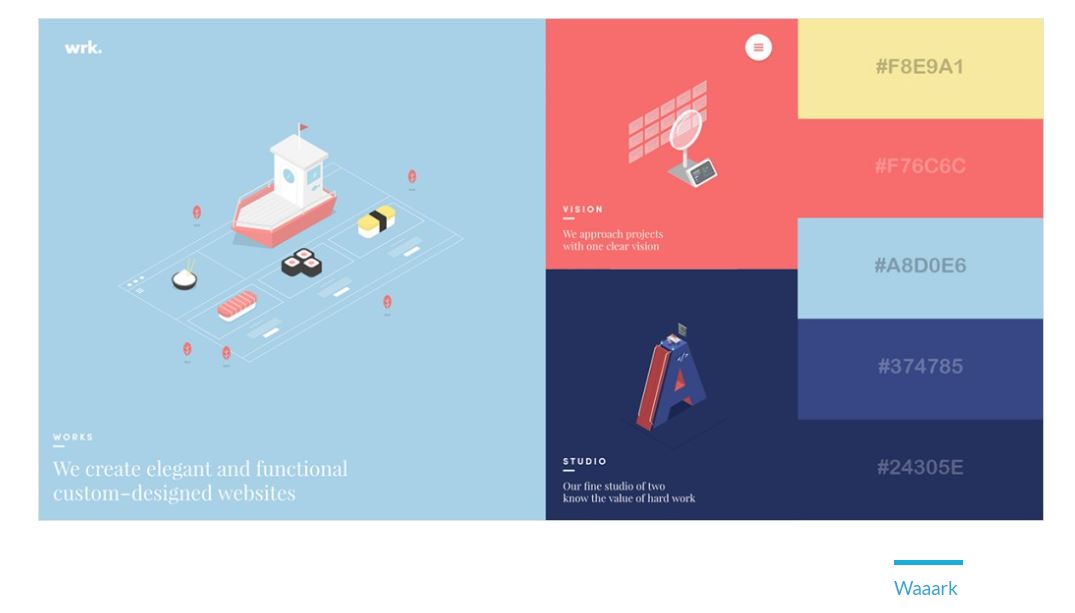 wrk.
WORKS
We create elegant and functional
custom-designed websites
VISION
We approach projects
with one clear vision
STUDIO
Our fine studio of two
know the value of hard work
#F8E9A1
#F76C6C
#A8D0E6
#374785
#24305E
Waaark